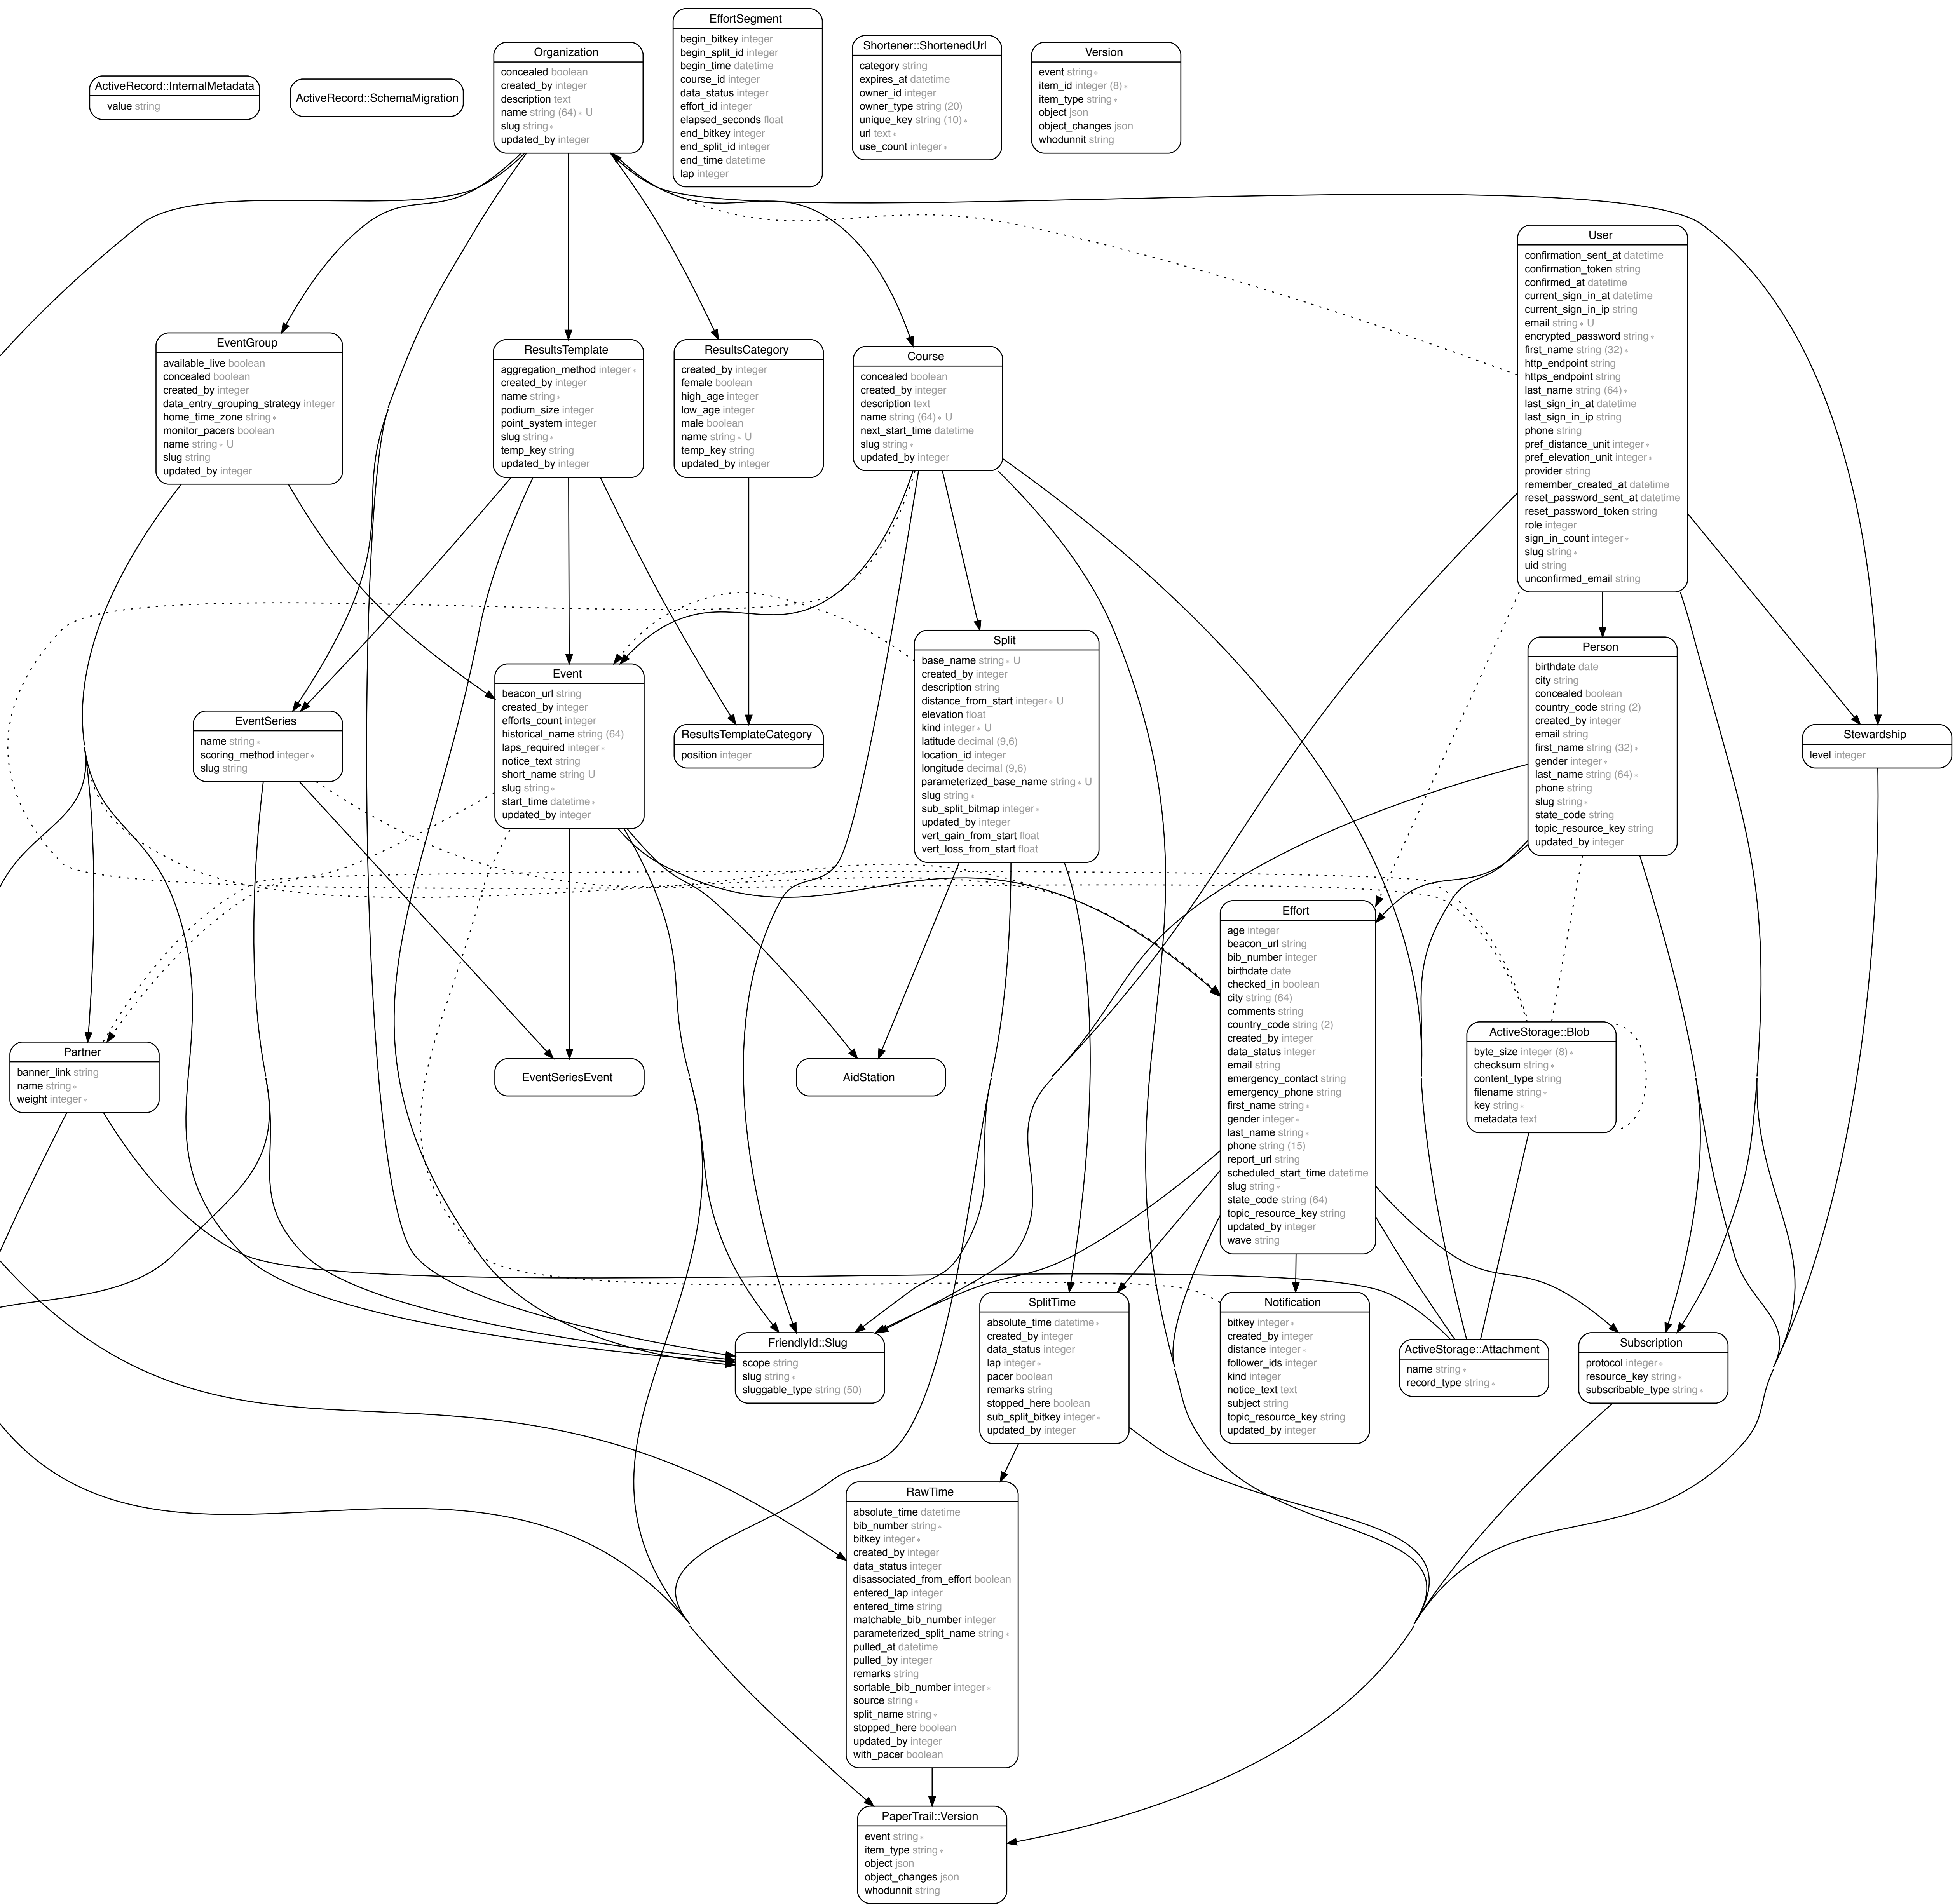 ActiveRecord::InternalMetadata
value string
ActiveRecord::SchemaMigration
Organization
concealed boolean
created_by integer
description text
name string (64) ∗ U
slug string ∗
updated_by integer
EffortSegment
begin_bitkey integer
begin_split_id integer
begin_time datetime
course_id integer
data_status integer
effort_id integer
elapsed_seconds float
end_bitkey integer
end_split_id integer
end_time datetime
lap integer
Shortener::ShortenedUrl
category string
expires_at datetime
owner_id integer
owner_type string (20)
unique_key string (10) ∗
url text ∗
use_count integer ∗
Version
event string ∗
item_id integer (8) ∗
item_type string ∗
object json
object_changes json
whodunnit string
User
confirmation_sent_at datetime
confirmation_token string
confirmed_at datetime
current_sign_in_at datetime
current_sign_in_ip string
email string ∗ U
encrypted_password string ∗
first_name string (32) ∗
http_endpoint string
https_endpoint string
last_name string (64) ∗
last_sign_in_at datetime
last_sign_in_ip string
phone string
pref_distance_unit integer ∗
pref_elevation_unit integer ∗
provider string
remember_created_at datetime
reset_password_sent_at datetime
reset_password_token string
role integer
sign_in_count integer ∗
slug string ∗
uid string
unconfirmed_email string
EventGroup
available_live boolean
concealed boolean
created_by integer
data_entry_grouping_strategy integer
home_time_zone string ∗
monitor_pacers boolean
name string ∗ U
slug string
updated_by integer
ResultsTemplate
aggregation_method integer ∗
created_by integer
name string ∗
podium_size integer
point_system integer
slug string ∗
temp_key string
updated_by integer
ResultsCategory
created_by integer
female boolean
high_age integer
low_age integer
male boolean
name string ∗ U
temp_key string
updated_by integer
Course
concealed boolean
created_by integer
description text
name string (64) ∗ U
next_start_time datetime
slug string ∗
updated_by integer
Split
base_name string ∗ U
created_by integer
description string
distance_from_start integer ∗ U
elevation float
kind integer ∗ U
latitude decimal (9,6)
location_id integer
longitude decimal (9,6)
parameterized_base_name string ∗ U
slug string ∗
sub_split_bitmap integer ∗
updated_by integer
vert_gain_from_start float
vert_loss_from_start float
Person
birthdate date
city string
concealed boolean
country_code string (2)
created_by integer
email string
first_name string (32) ∗
gender integer ∗
last_name string (64) ∗
phone string
slug string ∗
state_code string
topic_resource_key string
updated_by integer
Event
beacon_url string
created_by integer
efforts_count integer
historical_name string (64)
laps_required integer ∗
notice_text string
short_name string U
slug string ∗
start_time datetime ∗
updated_by integer
EventSeries
name string ∗
scoring_method integer ∗
slug string
ResultsTemplateCategory
position integer
Stewardship
level integer
Effort
age integer
beacon_url string
bib_number integer
birthdate date
checked_in boolean
city string (64)
comments string
country_code string (2)
created_by integer
data_status integer
email string
emergency_contact string
emergency_phone string
first_name string ∗
gender integer ∗
last_name string ∗
phone string (15)
report_url string
scheduled_start_time datetime
slug string ∗
state_code string (64)
topic_resource_key string
updated_by integer
wave string
Partner
banner_link string
name string ∗
weight integer ∗
EventSeriesEvent
AidStation
ActiveStorage::Blob
byte_size integer (8) ∗
checksum string ∗
content_type string
filename string ∗
key string ∗
metadata text
FriendlyId::Slug
scope string
slug string ∗
sluggable_type string (50)
SplitTime
absolute_time datetime ∗
created_by integer
data_status integer
lap integer ∗
pacer boolean
remarks string
stopped_here boolean
sub_split_bitkey integer ∗
updated_by integer
Notification
bitkey integer ∗
created_by integer
distance integer ∗
follower_ids integer
kind integer
notice_text text
subject string
topic_resource_key string
updated_by integer
ActiveStorage::Attachment
name string ∗
record_type string ∗
Subscription
protocol integer ∗
resource_key string ∗
subscribable_type string ∗
RawTime
absolute_time datetime
bib_number string ∗
bitkey integer ∗
created_by integer
data_status integer
disassociated_from_effort boolean
entered_lap integer
entered_time string
matchable_bib_number integer
parameterized_split_name string ∗
pulled_at datetime
pulled_by integer
remarks string
sortable_bib_number integer ∗
source string ∗
split_name string ∗
stopped_here boolean
updated_by integer
with_pacer boolean
PaperTrail::Version
event string ∗
item_type string ∗
object json
object_changes json
whodunnit string